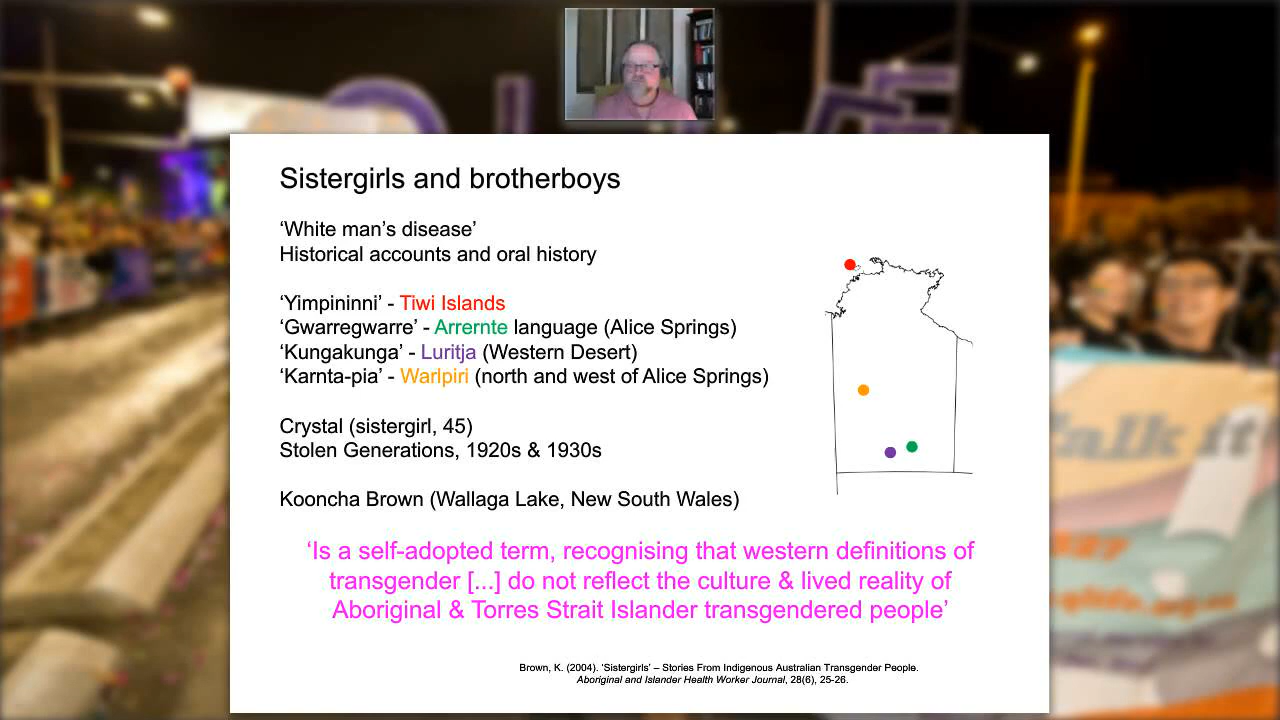 Sistergirls and brotherboys
‘White man’s disease’
Historical accounts and oral history
‘Yimpininni’ - Tiwi Islands
‘Gwarregwarre’ - Arrernte language (Alice Springs)
‘Kungakunga’ - Luritja (Western Desert)
‘Karnta-pia’ - Warlpiri (north and west of Alice Springs)
Crystal (sistergirl, 45)
Stolen Generations, 1920s & 1930s
Kooncha Brown (Wallaga Lake, New South Wales)
‘Is a self-adopted term, recognising that western definitions of
transgender [...] do not reflect the culture & lived reality of
Aboriginal & Torres Strait Islander transgendered people’
Brown, K. (2004). ‘Sistergirls’ – Stories From Indigenous Australian Transgender People.
Aboriginal and Islander Health Worker Journal, 28(6), 25-26.
alk it